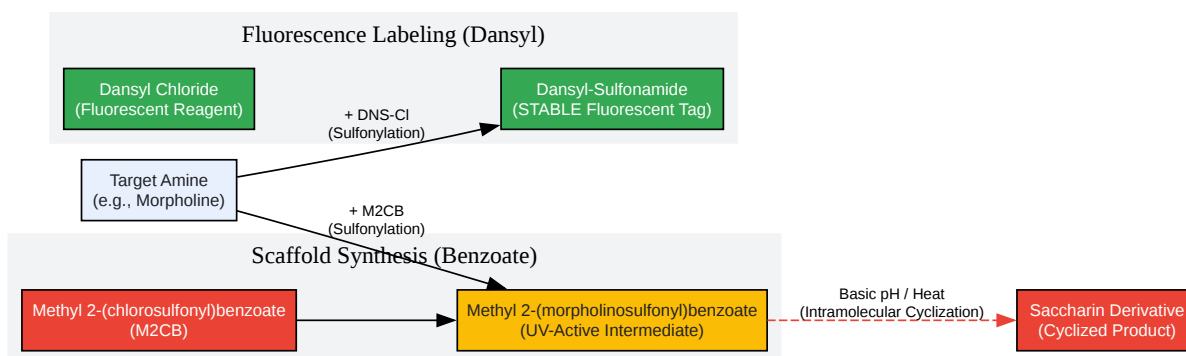 Fluorescence Labeling (Dansyl)
Dansyl Chloride
(Fluorescent Reagent)
Dansyl-Sulfonamide
(STABLE Fluorescent Tag)
+ DNS-Cl
(Sulfonylation)
Target Amine
(e.g., Morpholine)
+ M2CB
(Sulfonylation)
Scaffold Synthesis (Benzoate)
Methyl 2-(chlorosulfonyl)benzoate
(M2CB)
Methyl 2-(morpholinosulfonyl)benzoate
(UV-Active Intermediate)
Basic pH / Heat
(Intramolecular Cyclization)
Saccharin Derivative
(Cyclized Product)